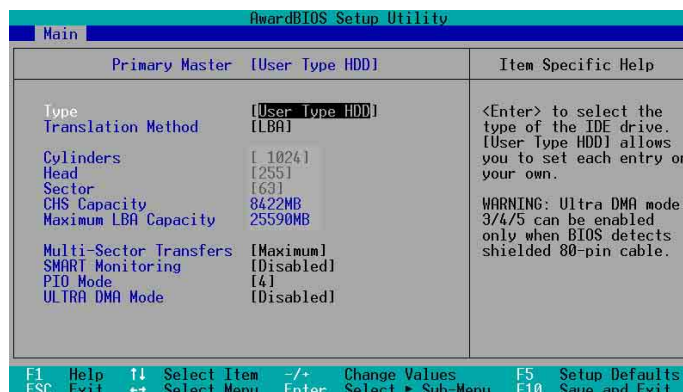 AwardBIOS Setup Utility
Main
Primary Master [User Type HDD]
Item Specific Help
Type [User Type HDD]
Translation Method [LBA]
Cylinders [ 1024]
Head [255]
Sector [63]
CHS Capacity 8422MB
Maximum LBA Capacity 25590MB
Multi-Sector Transfers [Maximum]
SMART Monitoring [Disabled]
PIO Mode [4]
ULTRA DMA Mode [Disabled]
<Enter> to select the
type of the IDE drive.
[User Type HDD] allows
you to set each entry on
your own.
WARNING: Ultra DMA mode
3/4/5 can be enabled
only when BIOS detects
shielded 80-pin cable.
F1 Help ↑↓ Select Item -/+ Change Values F5 Setup Defaults
ESC Exit ↔ Select Menu Enter Select ► Sub-Menu F10 Save and Exit